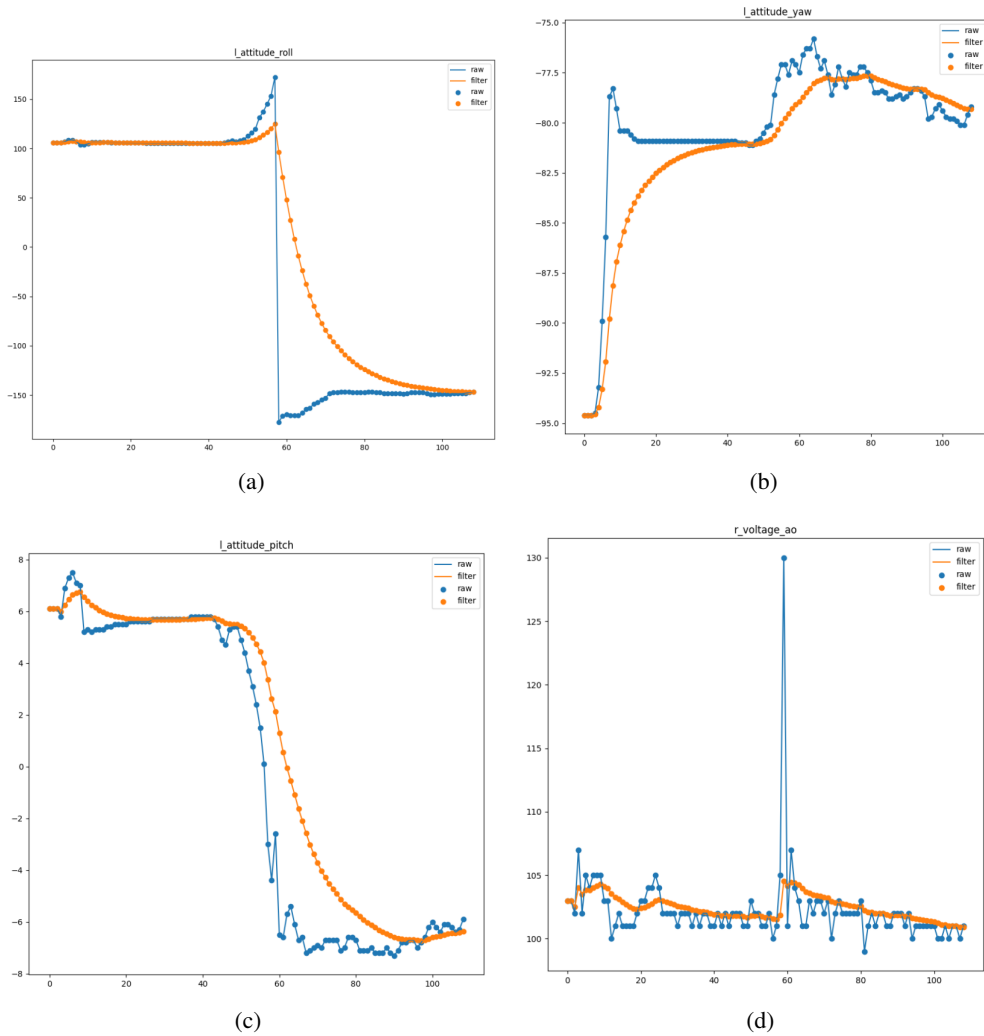 l_attitude_roll
raw
filter
raw
filter
150
100
50
0
−50
−100
−150
0
20
40
60
80
100
(a)
l_attitude_yaw
raw
filter
raw
filter
−75.0
−77.5
−80.0
−82.5
−85.0
−87.5
−90.0
−92.5
−95.0
0
20
40
60
80
100
(b)
l_attitude_pitch
raw
filter
raw
filter
8
6
4
2
0
−2
−4
−6
−8
0
20
40
60
80
100
(c)
r_voltage_ao
raw
filter
raw
filter
130
125
120
115
110
105
100
0
20
40
60
80
100
(d)